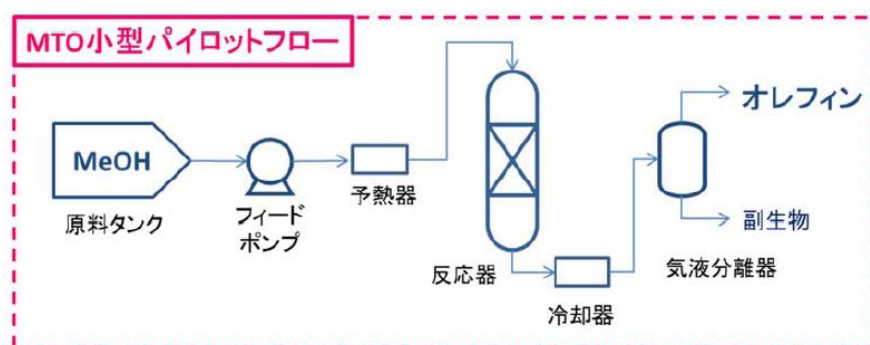 MTO小型パイロットフロー
MeOH
原料タンク
フィード
ポンプ
予熱器
反応器
冷却器
気液分離器
オレフィン
副生物